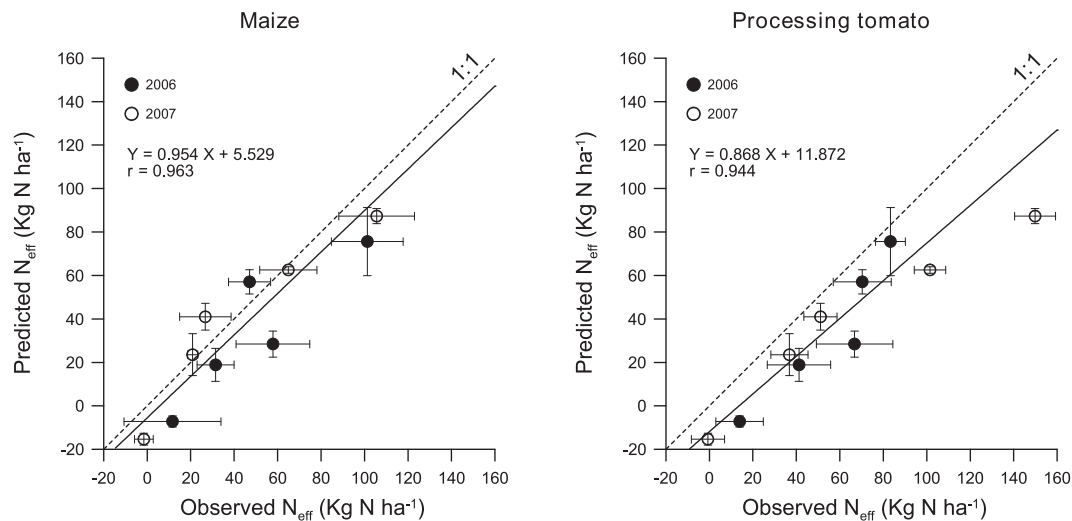 Maize
160
140
120
100
80
60
40
20
0
-20
Predicted Neff (Kg N ha-1)
2006
2007
Y = 0.954 X + 5.529
r = 0.963
1:1
-20 0 20 40 60 80 100 120 140 160
Observed Neff (Kg N ha-1)
Processing tomato
160
140
120
100
80
60
40
20
0
-20
Predicted Neff (Kg N ha-1)
2006
2007
Y = 0.868 X + 11.872
r = 0.944
1:1
-20 0 20 40 60 80 100 120 140 160
Observed Neff (Kg N ha-1)